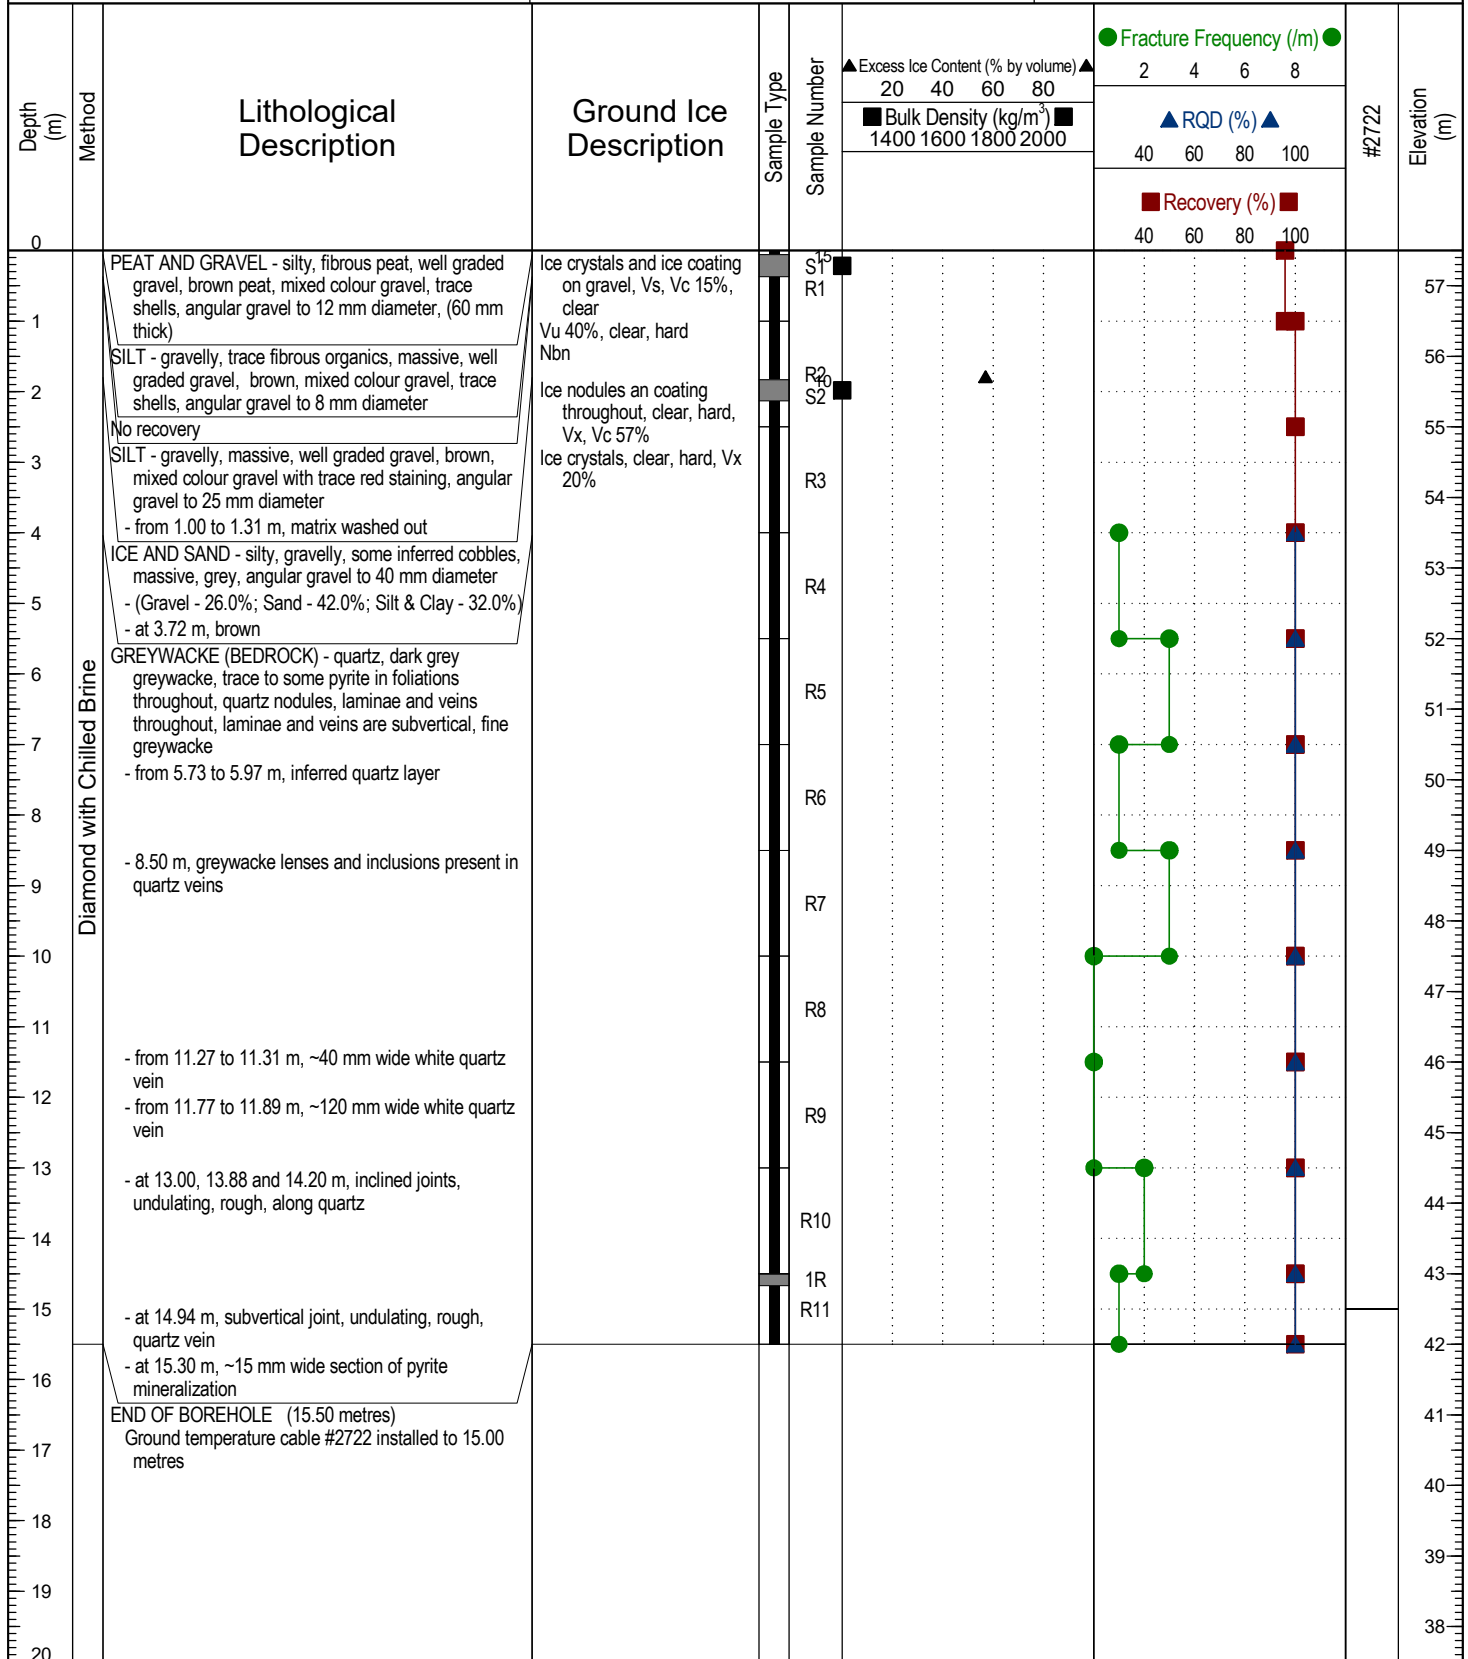 Depth
(m)
Method
Lithological
Description
Ground Ice
Description
Sample Type
Sample Number
Excess Ice Content (% by volume)
20 40 60 80
Bulk Density (kg/m³)
1400 1600 1800 2000
Fracture Frequency (/m)
2 4 6 8
RQD (%)
40 60 80 100
Recovery (%)
40 60 80 100
#2722
Elevation
(m)
0
1
2
3
4
5
6
7
8
9
10
11
12
13
14
15
16
17
18
19
20
Diamond with Chilled Brine
PEAT AND GRAVEL - silty, fibrous peat, well graded
gravel, brown peat, mixed colour gravel, trace
shells, angular gravel to 12 mm diameter, (60 mm
thick)
SILT - gravelly, trace fibrous organics, massive, well
graded gravel, brown, mixed colour gravel, trace
shells, angular gravel to 8 mm diameter
No recovery
SILT - gravelly, massive, well graded gravel, brown,
mixed colour gravel with trace red staining, angular
gravel to 25 mm diameter
- from 1.00 to 1.31 m, matrix washed out
ICE AND SAND - silty, gravelly, some inferred cobbles,
massive, grey, angular gravel to 40 mm diameter
- (Gravel - 26.0%; Sand - 42.0%; Silt & Clay - 32.0%)
- at 3.72 m, brown
GREYWACKE (BEDROCK) - quartz, dark grey
greywacke, trace to some pyrite in foliations
throughout, quartz nodules, laminae and veins
throughout, laminae and veins are subvertical, fine
greywacke
- from 5.73 to 5.97 m, inferred quartz layer
- 8.50 m, greywacke lenses and inclusions present in
quartz veins
- from 11.27 to 11.31 m, ~40 mm wide white quartz
vein
- from 11.77 to 11.89 m, ~120 mm wide white quartz
vein
- at 13.00, 13.88 and 14.20 m, inclined joints,
undulating, rough, along quartz
- at 14.94 m, subvertical joint, undulating, rough,
quartz vein
- at 15.30 m, ~15 mm wide section of pyrite
mineralization
END OF BOREHOLE (15.50 metres)
Ground temperature cable #2722 installed to 15.00
metres
Ice crystals and ice coating
on gravel, Vs, Vc 15%,
clear
Vu 40%, clear, hard
Nbn
Ice nodules an coating
throughout, clear, hard,
Vx, Vc 57%
Ice crystals, clear, hard, Vx
20%
15
S1
R1
R2
10
S2
R3
R4
R5
R6
R7
R8
R9
R10
1R
R11
57
56
55
54
53
52
51
50
49
48
47
46
45
44
43
42
41
40
39
38